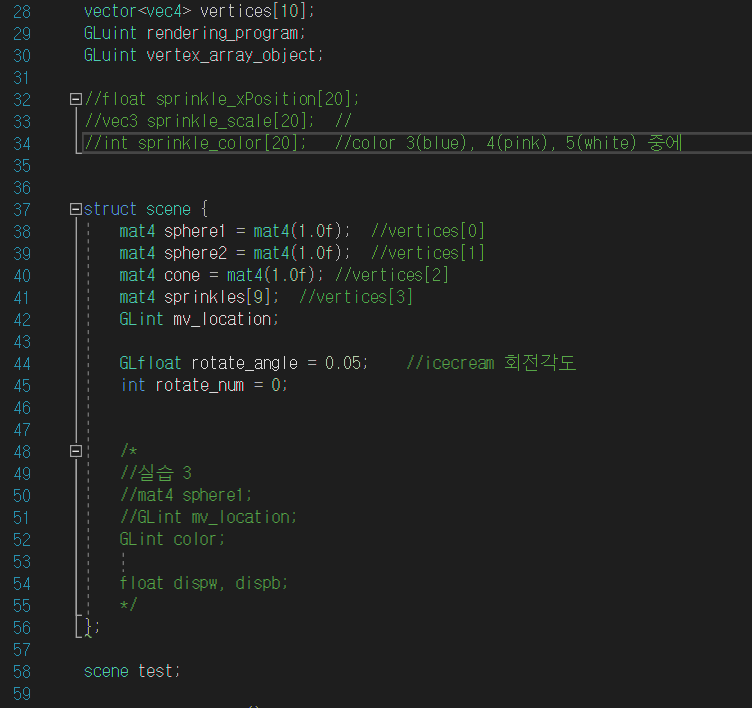 28 vector<vec4> vertices[10];
29 GLuint rendering_program;
30 GLuint vertex_array_object;
31
32 //float sprinkle_xPosition[20];
33 //vec3 sprinkle_scale[20];  //
34 //int sprinkle_color[20];   //color 3(blue), 4(pink), 5(white) 중에
35
36
37 struct scene {
38     mat4 sphere1 = mat4(1.0f);  //vertices[0]
39     mat4 sphere2 = mat4(1.0f);  //vertices[1]
40     mat4 cone = mat4(1.0f); //vertices[2]
41     mat4 sprinkles[9];  //vertices[3]
42     GLint mv_location;
43
44     GLfloat rotate_angle = 0.05;    //icecream 회전각도
45     int rotate_num = 0;
46
47
48     /*
49     //실습 3
50     //mat4 sphere1;
51     //GLint mv_location;
52     GLint color;
53
54     float dispw, dispb;
55     */
56 };
57
58 scene test;
59